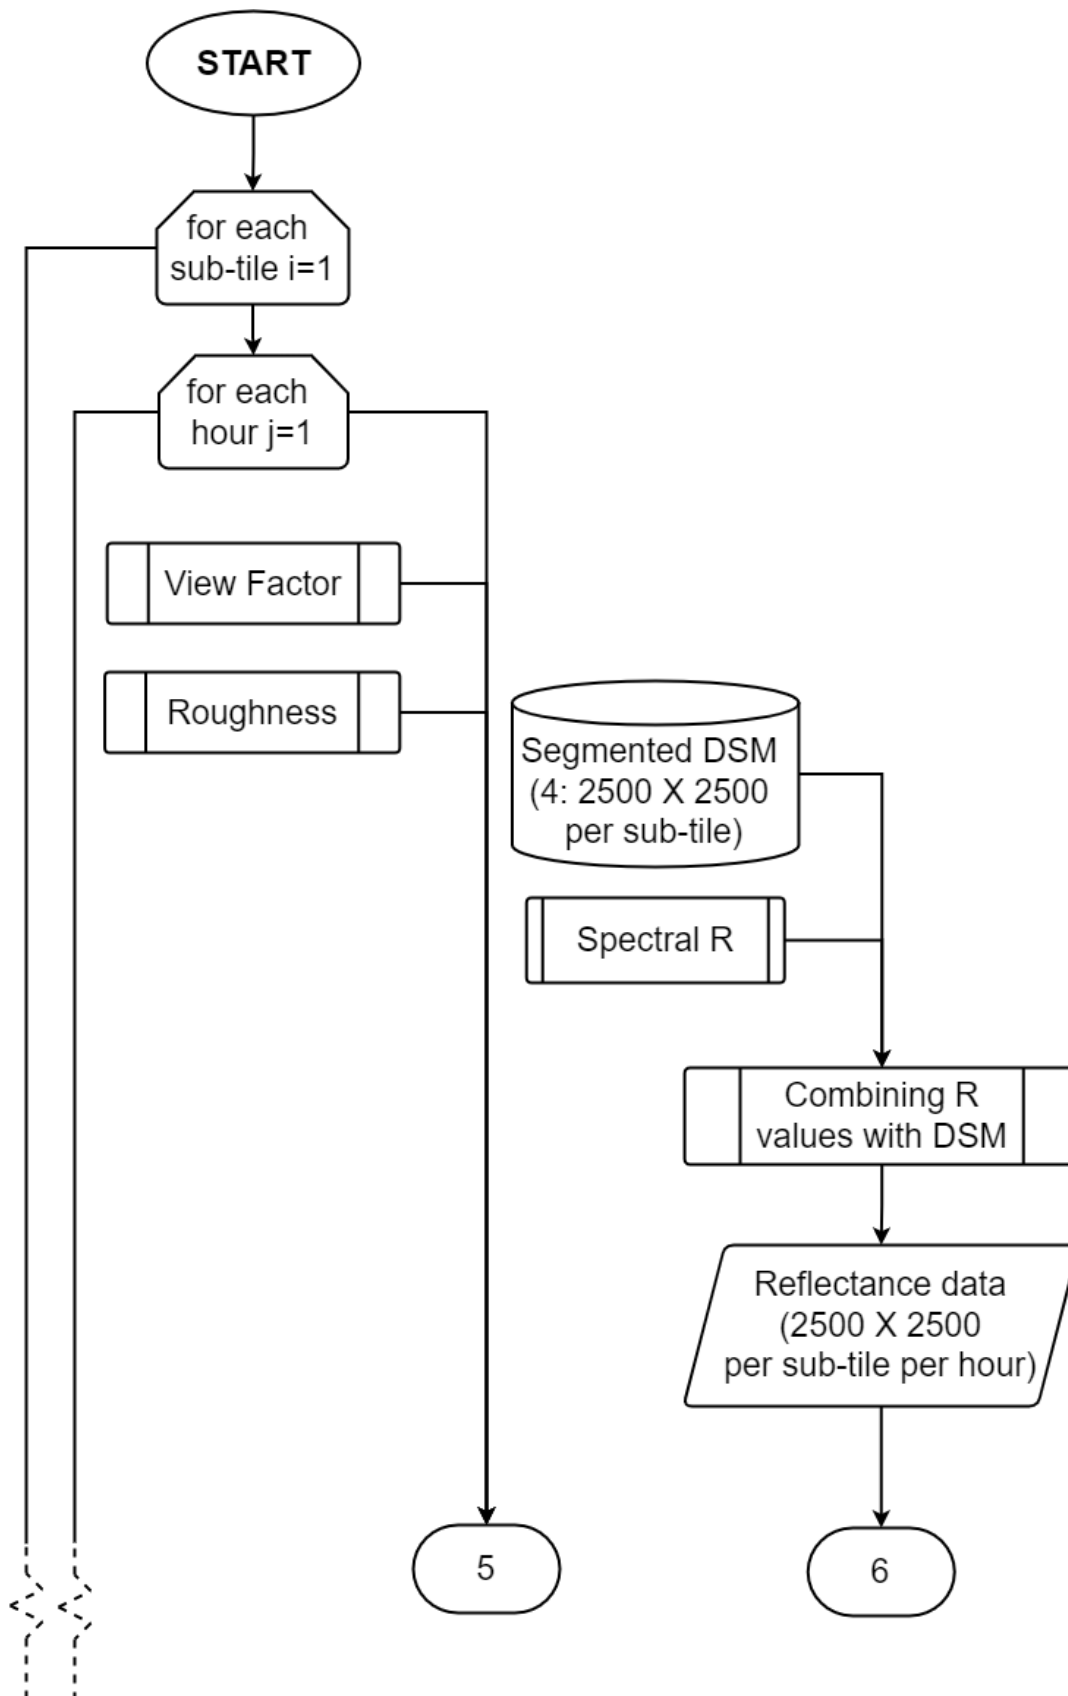 START
for each
sub-tile i=1
for each
hour j=1
View Factor
Roughness
Segmented DSM
(4: 2500 X 2500
per sub-tile)
Spectral R
Combining R
values with DSM
Reflectance data
(2500 X 2500
per sub-tile per hour)
5
6